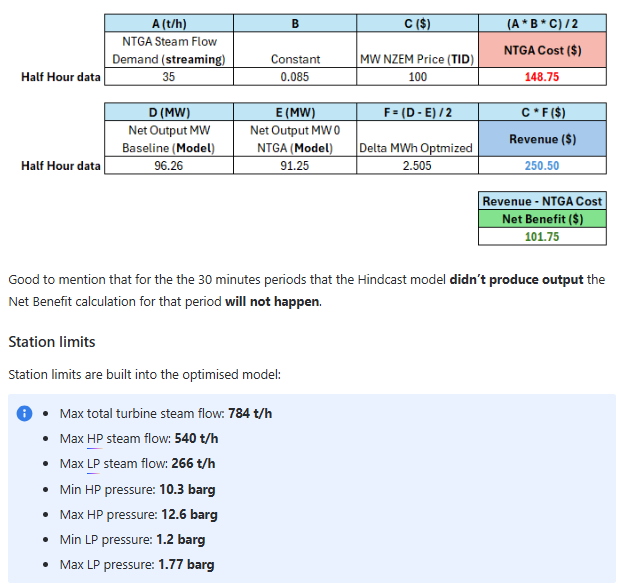 A (t/h) B C ($) (A * B * C) / 2
NTGA Steam Flow
Demand (streaming) Constant MW NZEM Price (TID) NTGA Cost ($)
Half Hour data 35 0.085 100 148.75
D (MW) E (MW) F = (D - E) / 2 C * F ($)
Net Output MW Net Output MW 0
Baseline (Model) NTGA (Model) Delta MWh Optmized Revenue ($)
Half Hour data 96.26 91.25 2.505 250.50
Revenue - NTGA Cost
Net Benefit ($)
101.75
Good to mention that for the the 30 minutes periods that the Hindcast model didn't produce output the
Net Benefit calculation for that period will not happen.
Station limits
Station limits are built into the optimised model:
• Max total turbine steam flow: 784 t/h
• Max HP steam flow: 540 t/h
• Max LP steam flow: 266 t/h
• Min HP pressure: 10.3 barg
• Max HP pressure: 12.6 barg
• Min LP pressure: 1.2 barg
• Max LP pressure: 1.77 barg